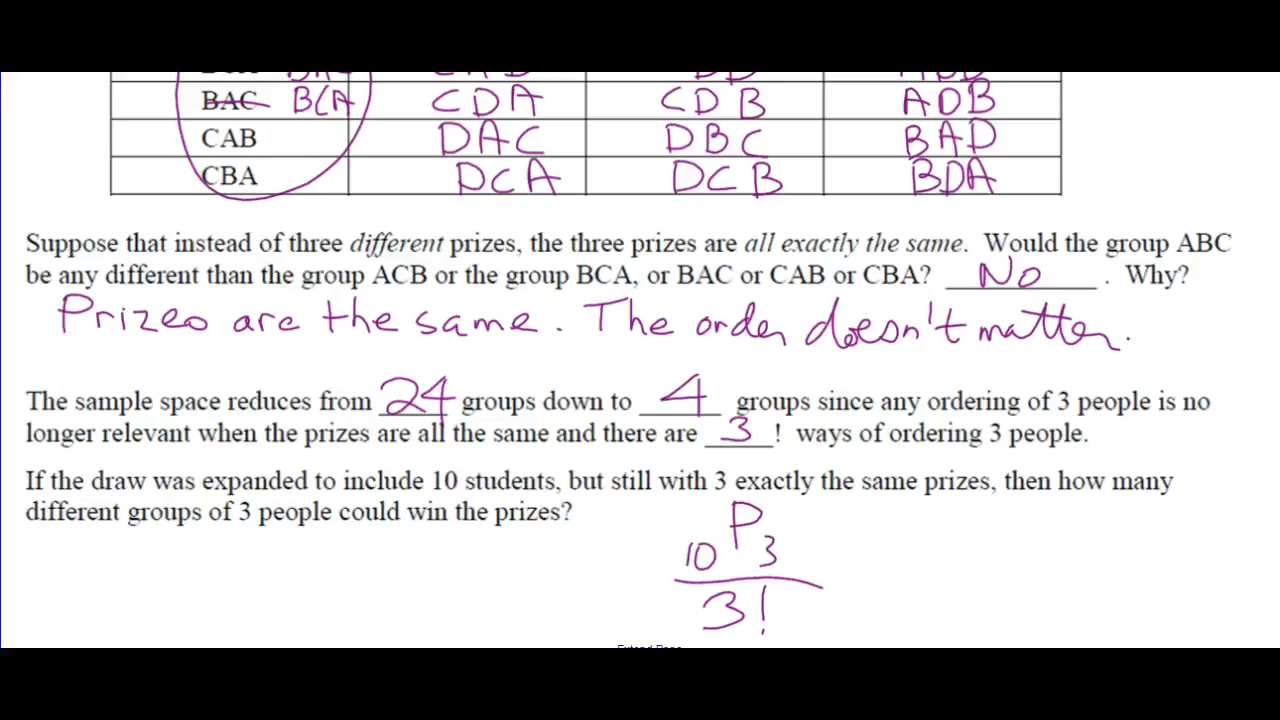 BAC BCA CDA CDB ADB
CAB DAC DBC BAD
CBA DCA DCB BDA
Suppose that instead of three different prizes, the three prizes are all exactly the same. Would the group ABC
be any different than the group ACB or the group BCA, or BAC or CAB or CBA? No. Why?
Prizes are the same. The order doesn't matter.
The sample space reduces from 24 groups down to 4 groups since any ordering of 3 people is no
longer relevant when the prizes are all the same and there are 3! ways of ordering 3 people.
If the draw was expanded to include 10 students, but still with 3 exactly the same prizes, then how many
different groups of 3 people could win the prizes?
10 P 3
3!